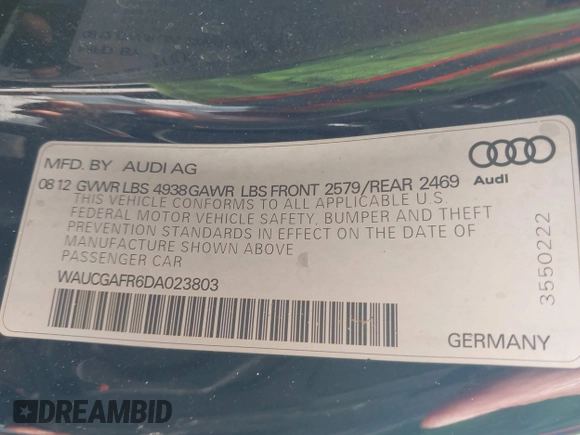 MFD. BY AUDI AG
Audi
08 12 GVWR LBS 4938 GAWR LBS FRONT 2579/REAR 2469
THIS VEHICLE CONFORMS TO ALL APPLICABLE U.S.
FEDERAL MOTOR VEHICLE SAFETY, BUMPER AND THEFT
PREVENTION STANDARDS IN EFFECT ON THE DATE OF
MANUFACTURE SHOWN ABOVE
PASSENGER CAR
WAUCGAFR6DA023803
3550222
GERMANY
DREAMBID